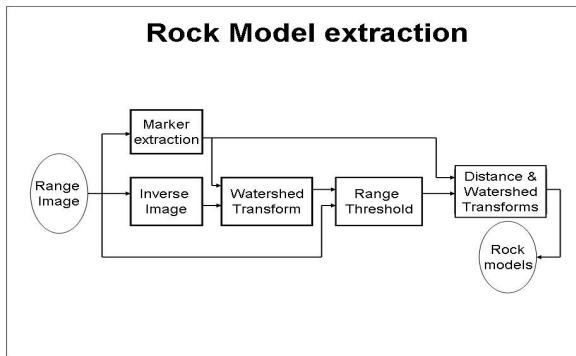 Rock Model extraction
Marker
extraction
Range
Image
Inverse
Image
Watershed
Transform
Range
Threshold
Distance &
Watershed
Transforms
Rock
models